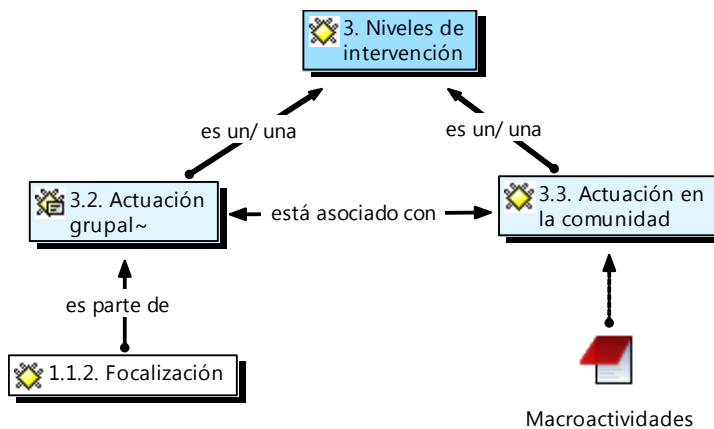 3. Niveles de
intervención
es un/ una
es un/ una
3.2. Actuación
grupal~
está asociado con
3.3. Actuación en
la comunidad
es parte de
1.1.2. Focalización
Macroactividades